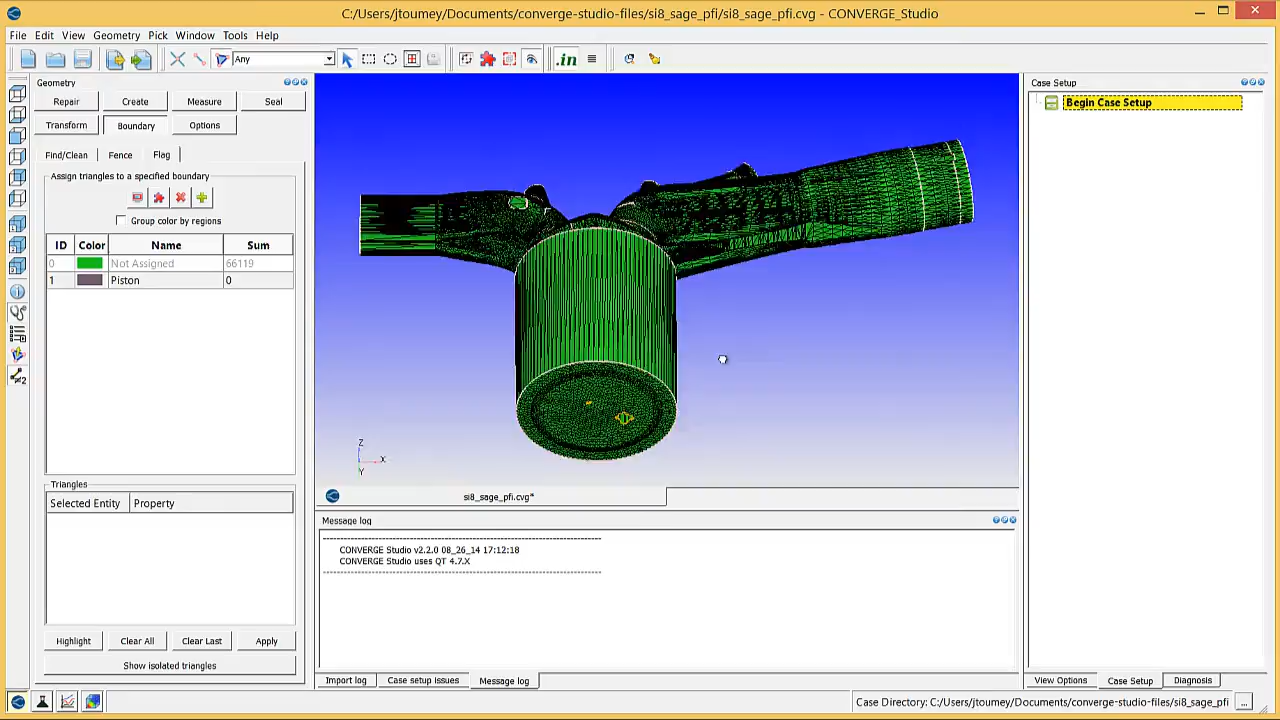 C:/Users/jtoumey/Documents/converge-studio-files/si8_sage_pfi/si8_sage_pfi.cvg - CONVERGE_Studio
File Edit View Geometry Pick Window Tools Help
Any
.in
Geometry
Repair Create Measure Seal
Transform Boundary Options
Find/Clean Fence Flag
Assign triangles to a specified boundary
Group color by regions
ID Color Name Sum
0 Not Assigned 66119
1 Piston 0
Triangles
Selected Entity Property
Highlight Clear All Clear Last Apply
Show isolated triangles
Z
X
Y
si8_sage_pfi.cvg*
Message log
CONVERGE Studio v2.2.0 08_26_14 17:12:18
CONVERGE Studio uses QT 4.7.X
Import log Case setup issues Message log
Case Setup
Begin Case Setup
View Options Case Setup Diagnosis
Case Directory: C:/Users/jtoumey/Documents/converge-studio-files/si8_sage_pfi ...